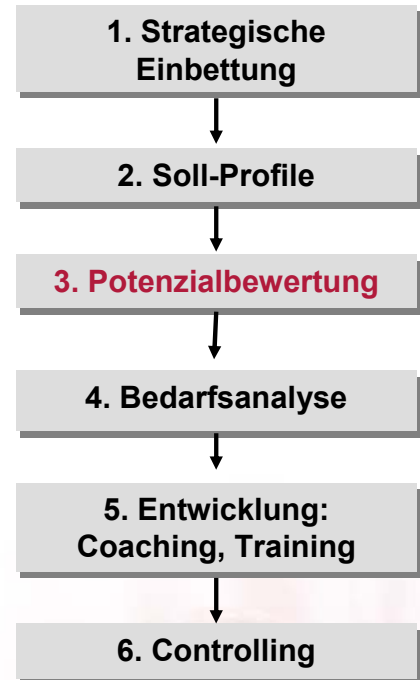 1. Strategische
Einbettung
2. Soll-Profile
3. Potenzialbewertung
4. Bedarfsanalyse
5. Entwicklung:
Coaching, Training
6. Controlling